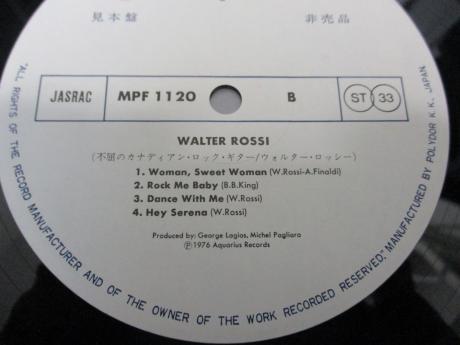 見本盤
非売品
JASRAC
MPF 1120
B
ST 33
WALTER ROSSI
(不屈のカナディアン・ロック・ギター/ウォルター・ロッシー)
1. Woman, Sweet Woman (W.Rossi-A.Finaldi)
2. Rock Me Baby (B.B.King)
3. Dance With Me (W.Rossi)
4. Hey Serena (W.Rossi)
Produced by: George Lagios, Michel Pagliaro
Ⓟ1976 Aquarius Records
"ALL RIGHTS OF THE RECORD MANUFACTURER AND OF THE OWNER OF THE WORK RECORDED RESERVED." MANUFACTURED BY POLYDOR K.K., JAPAN